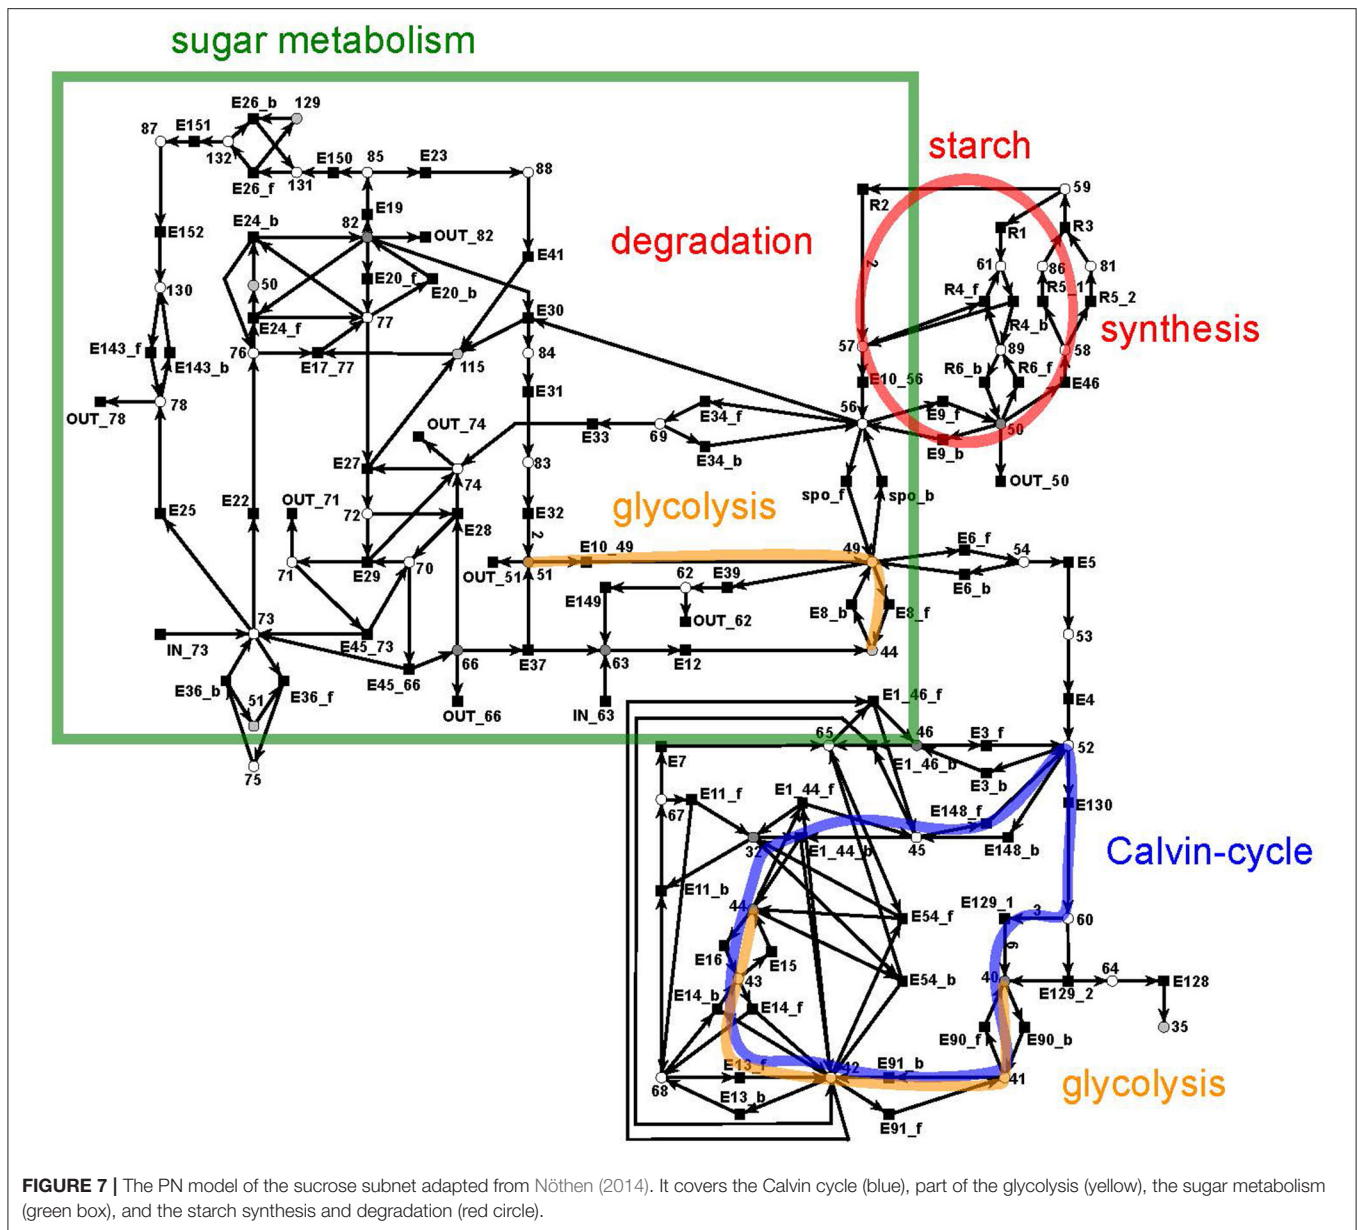 sugar metabolism
E26_b 129
87 E151
132
E26_f 131 E150 85 E23 88
starch
59
R2
E19
E24_b 82 OUT_82
E152
R1 R3
degradation
E41
2
61 86 81
50 E20_f E20_b
130
R4_f R5_1 R5_2
E24_f 77 E30
R4_b
synthesis
57
E143_f E143_b 76 E17_77 115 84
89 58
E10_56
R6_b R6_f E46
E31
78
OUT_78
OUT_74 E34_f 56 E9_f
E33 69
50
E34_b E9_b
E27 74 83
OUT_50
OUT_71
spo_f spo_b
glycolysis
E25 E22 72 E28 E32
2
E10_49 49 E6_f 54 E5
71 E29 70 OUT_51 51
E6_b
62 E39
E149
E8_b E8_f
OUT_62
73
IN_73 E45_73 53
66 E37 63 E12 44
E45_66
E36_b 51 E36_f
OUT_66 IN_63 E1_46_f E4
65 46 E3_f
52
E7 E1_46_b
E3_b
75
E11_f E1_44_f E148_f E130
67
32 E1_44_b 45 E148_b
Calvin-cycle
E11_b
44 E54_f E129_1 3 60
6
E16 E15
43 E54_b 40 E129_2 64 E128
E14_b E14_f
E90_f E90_b 35
E13_f 42 E91_b 41
68
glycolysis
E13_b
E91_f
FIGURE 7 | The PN model of the sucrose subnet adapted from Nöthen (2014). It covers the Calvin cycle (blue), part of the glycolysis (yellow), the sugar metabolism
(green box), and the starch synthesis and degradation (red circle).